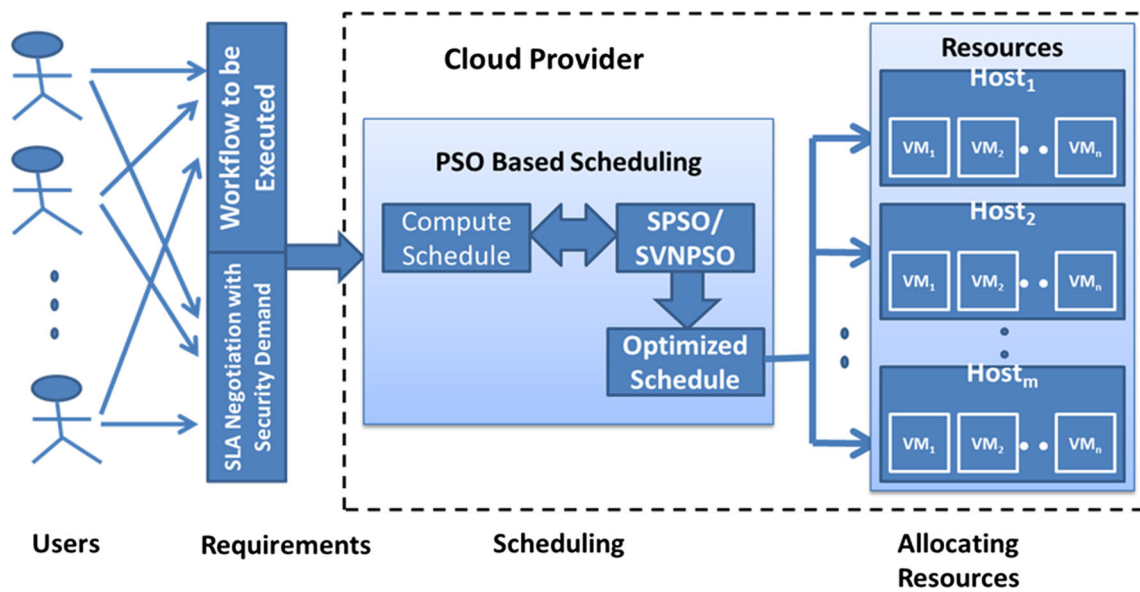 Workflow to be
Executed
SLA Negotiation with
Security Demand
Cloud Provider
PSO Based Scheduling
Compute
Schedule
SPSO/
SVNPSO
Optimized
Schedule
Resources
Host₁
VM₁ VM₂ VMₙ
Host₂
VM₁ VM₂ VMₙ
Hostₘ
VM₁ VM₂ VMₙ
Users
Requirements
Scheduling
Allocating
Resources